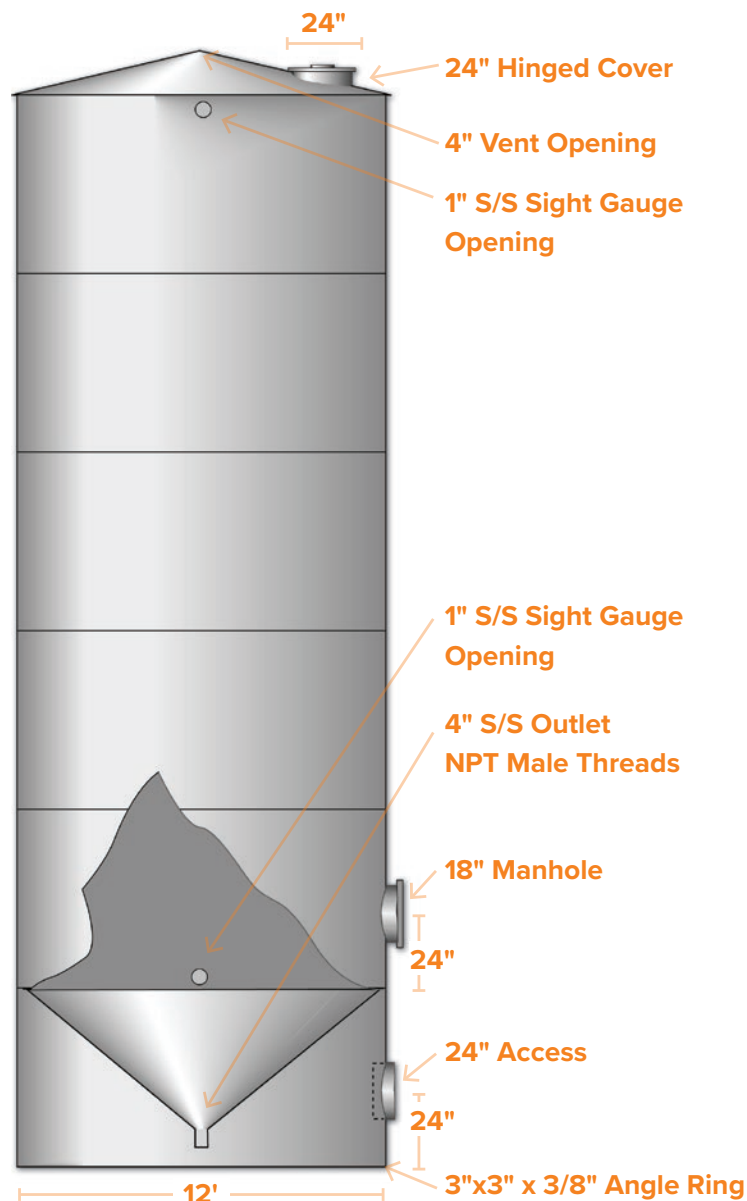 24"
24" Hinged Cover
4" Vent Opening
1" S/S Sight Gauge
Opening
1" S/S Sight Gauge
Opening
4" S/S Outlet
NPT Male Threads
18" Manhole
24"
24" Access
24"
3"x3" x 3/8" Angle Ring
12'